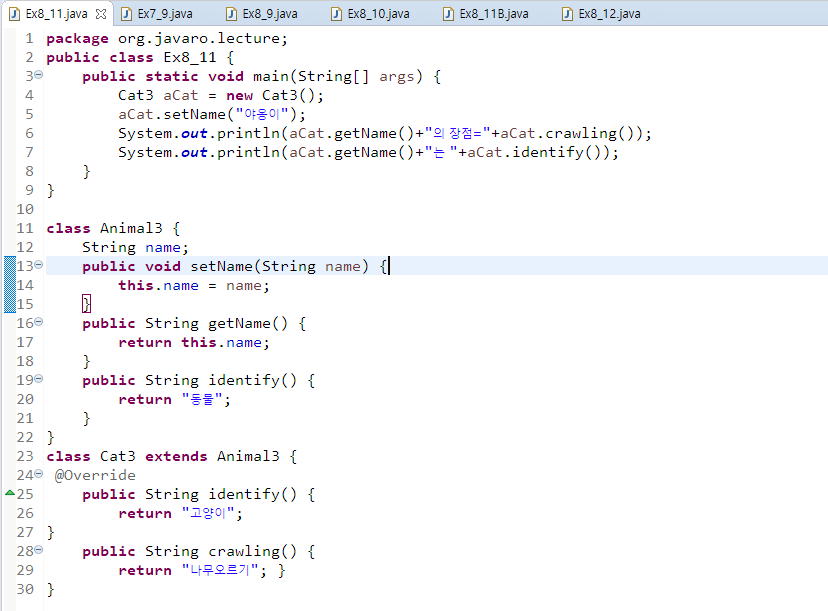 Ex8_11.java Ex7_9.java Ex8_9.java Ex8_10.java Ex8_11B.java Ex8_12.java
1 package org.javaro.lecture;
2 public class Ex8_11 {
3 public static void main(String[] args) {
4 Cat3 aCat = new Cat3();
5 aCat.setName("야옹이");
6 System.out.println(aCat.getName()+"의 장점="+aCat.crawling());
7 System.out.println(aCat.getName()+"는 "+aCat.identify());
8 }
9 }
10
11 class Animal3 {
12 String name;
13 public void setName(String name) {
14 this.name = name;
15 }
16 public String getName() {
17 return this.name;
18 }
19 public String identify() {
20 return "동물";
21 }
22 }
23 class Cat3 extends Animal3 {
24 @Override
25 public String identify() {
26 return "고양이";
27 }
28 public String crawling() {
29 return "나무오르기"; }
30 }